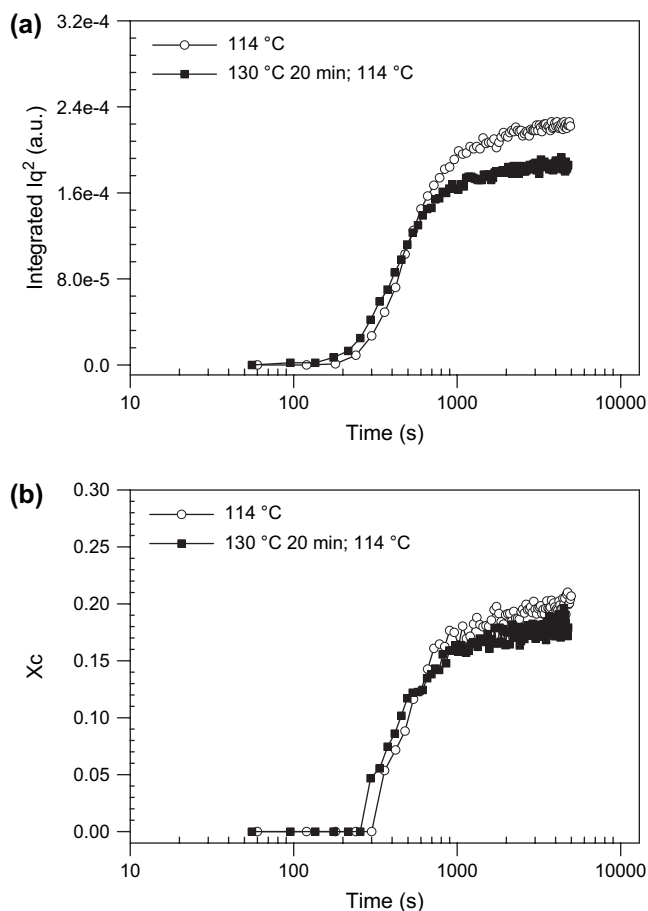 (a)
3.2e-4
2.4e-4
1.6e-4
8.0e-5
0.0
Integrated Iq² (a.u.)
114 °C
130 °C 20 min; 114 °C
10
100
1000
10000
Time (s)
(b)
0.30
0.25
0.20
0.15
0.10
0.05
0.00
Xc
114 °C
130 °C 20 min; 114 °C
10
100
1000
10000
Time (s)